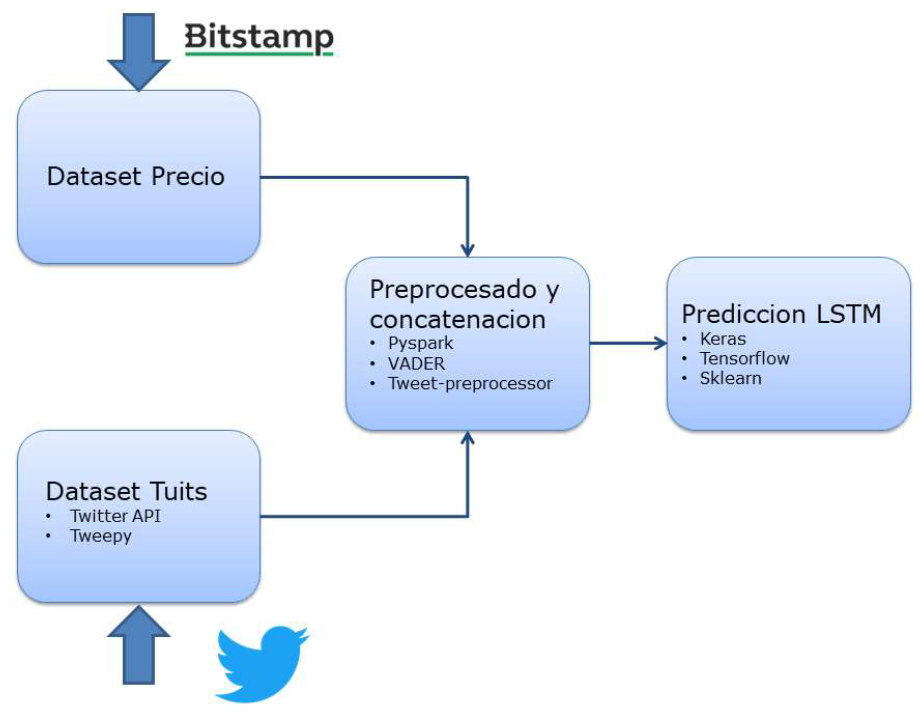 Bitstamp
Dataset Precio
Preprocesado y
concatenacion
• Pyspark
• VADER
• Tweet-preprocessor
Prediccion LSTM
• Keras
• Tensorflow
• Sklearn
Dataset Tuits
• Twitter API
• Tweepy